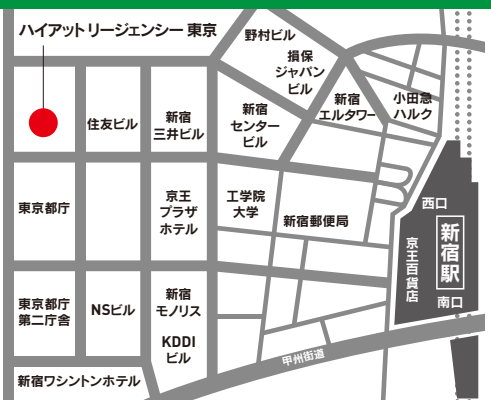 ハイアット リージェンシー 東京
野村ビル
損保
ジャパン
ビル
新宿
エルタワー
小田急
ハルク
住友ビル
新宿
三井ビル
新宿
センター
ビル
東京都庁
京王
プラザ
ホテル
工学院
大学
新宿郵便局
西口
新宿駅
京王百貨店
南口
東京都庁
第二庁舎
NSビル
新宿
モノリス
KDDI
ビル
甲州街道
新宿ワシントンホテル